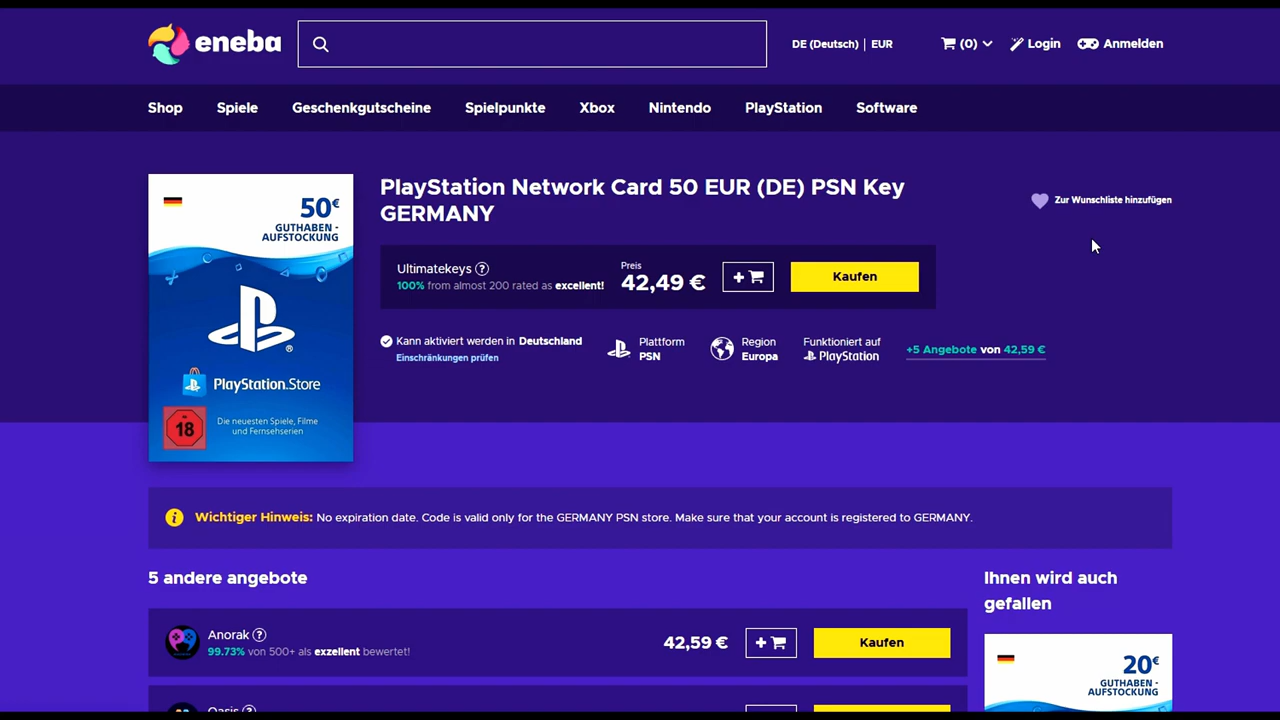 eneba
DE (Deutsch) | EUR
(0)
Login
Anmelden
Shop
Spiele
Geschenkgutscheine
Spielpunkte
Xbox
Nintendo
PlayStation
Software
50€
GUTHABEN -
AUFSTOCKUNG
PlayStation.Store
18
Die neuesten Spiele, Filme
und Fernsehserien
PlayStation Network Card 50 EUR (DE) PSN Key
GERMANY
Zur Wunschliste hinzufügen
Ultimatekeys ?
100% from almost 200 rated as excellent!
Preis
42,49 €
+
Kaufen
Kann aktiviert werden in Deutschland
Einschränkungen prüfen
Plattform
PSN
Region
Europa
Funktioniert auf
PlayStation
+5 Angebote von 42,59 €
Wichtiger Hinweis: No expiration date. Code is valid only for the GERMANY PSN store. Make sure that your account is registered to GERMANY.
5 andere angebote
Anorak ?
99.73% von 500+ als exzellent bewertet!
42,59 €
+
Kaufen
Oasis ?
Ihnen wird auch
gefallen
20€
GUTHABEN -
AUFSTOCKUNG